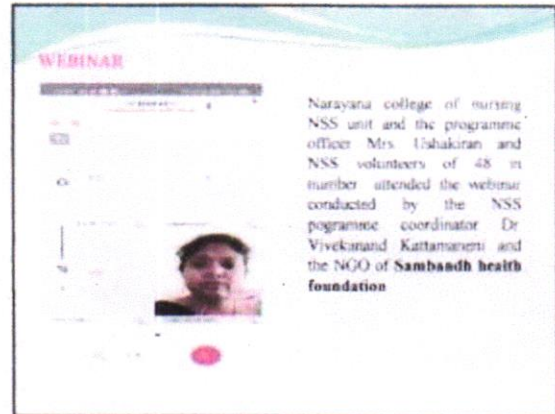 WEBINAR
Narayana college of nursing
NSS unit and the programme
officer Mrs. Ushakiran and
NSS volunteers of 48 in
number attended the webinar
conducted by the NSS
pogramme coordinator Dr
Vivekanand Kattamaneni and
the NGO of Sambandh health
foundation